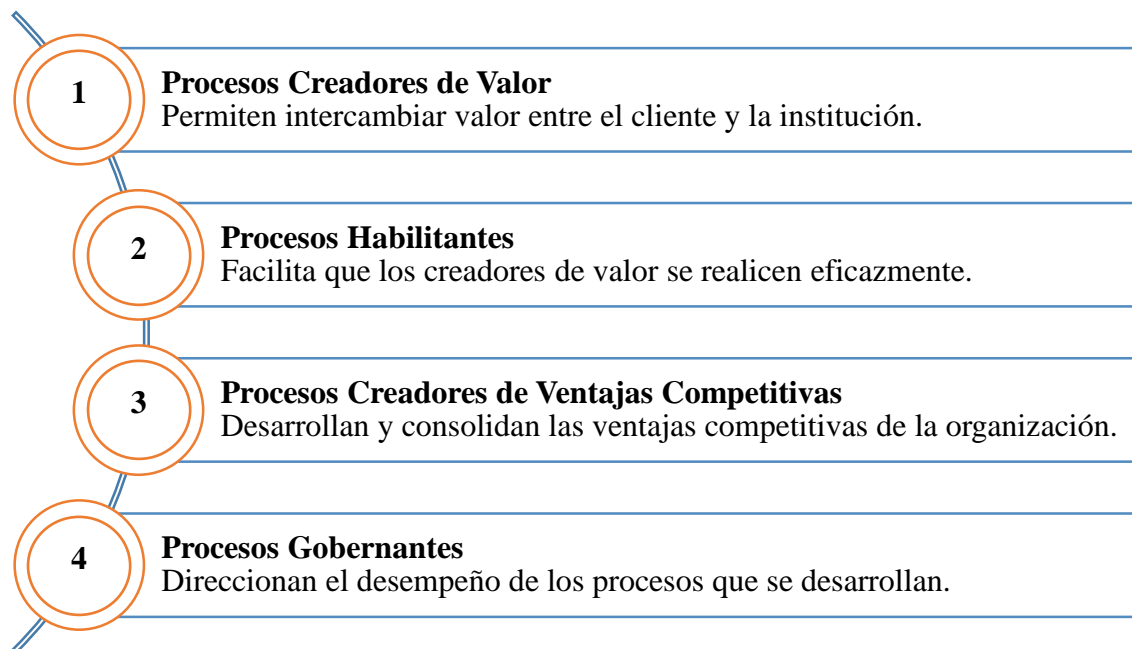 1
Procesos Creadores de Valor
Permiten intercambiar valor entre el cliente y la institución.
2
Procesos Habilitantes
Facilita que los creadores de valor se realicen eficazmente.
3
Procesos Creadores de Ventajas Competitivas
Desarrollan y consolidan las ventajas competitivas de la organización.
4
Procesos Gobernantes
Direccionan el desempeño de los procesos que se desarrollan.